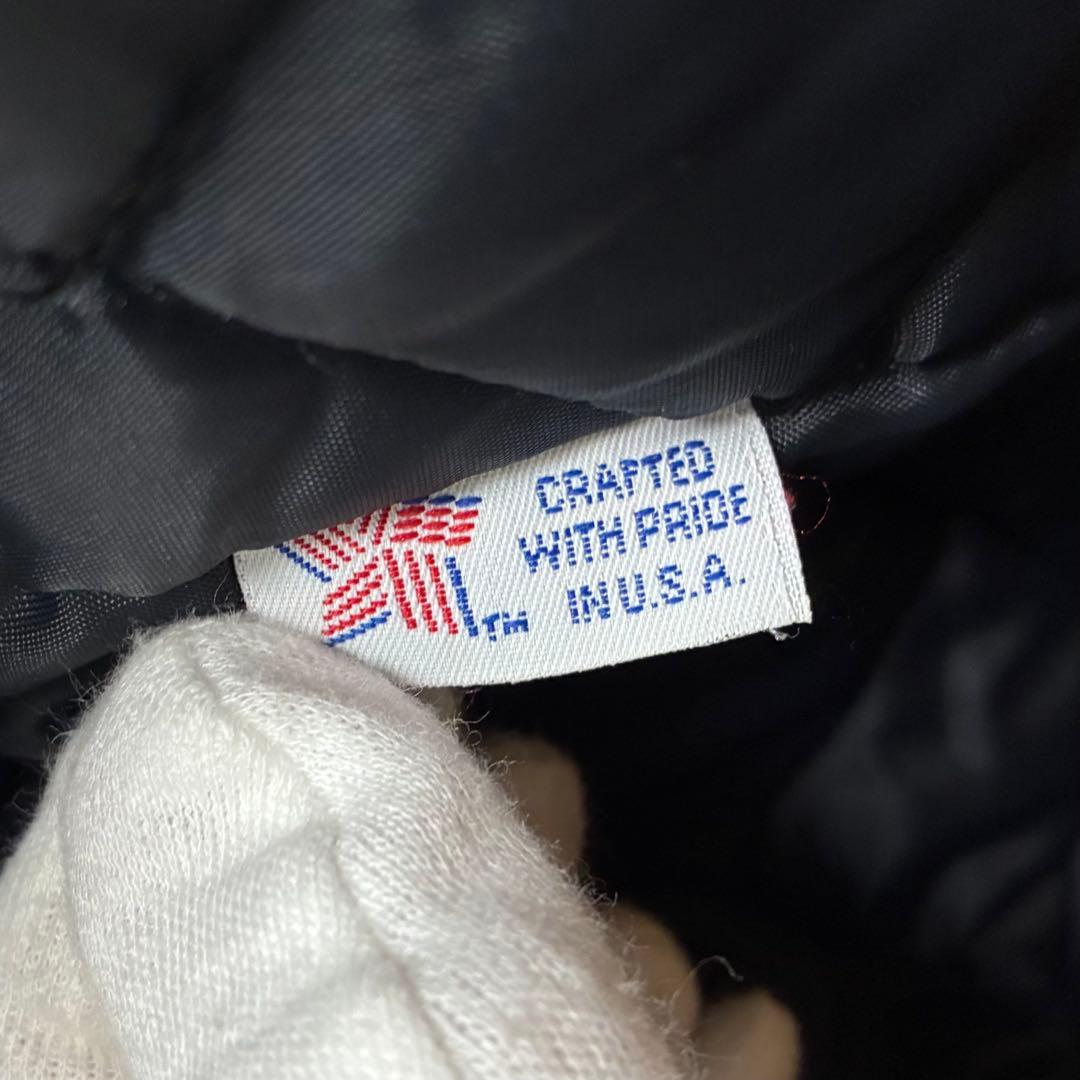 CRAFTED
WITH PRIDE
IN U.S.A.
TM